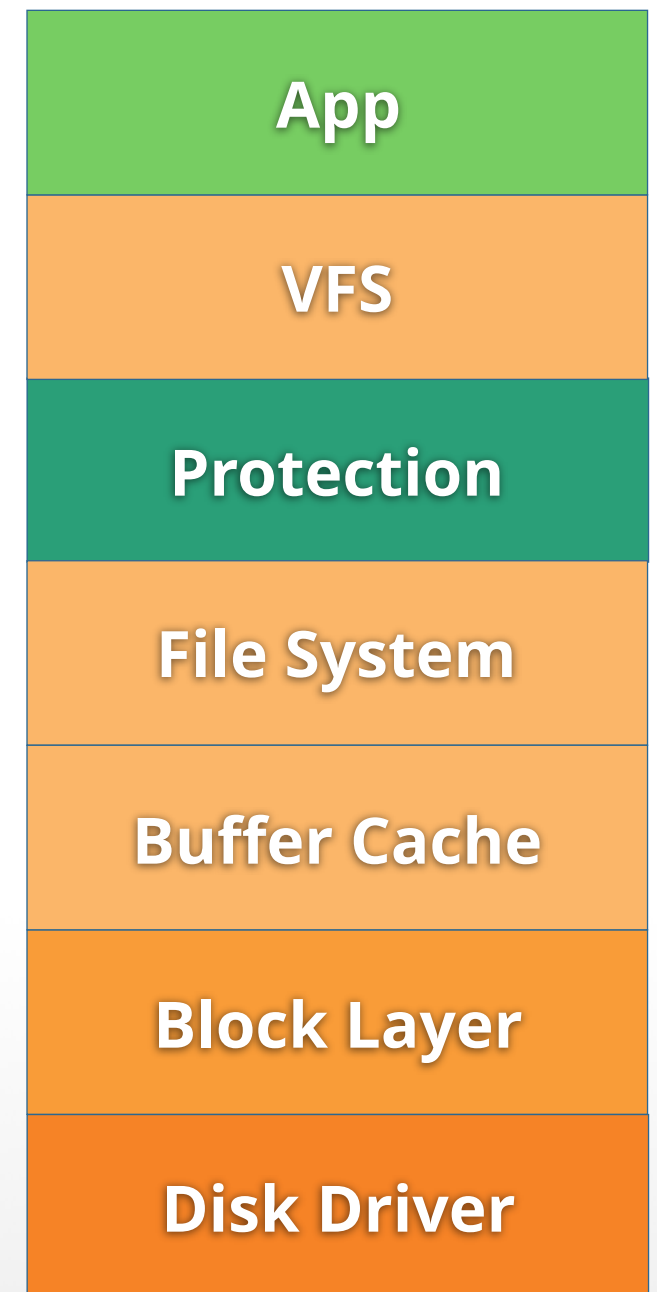 App
VFS
Protection
File System
Buffer Cache
Block Layer
Disk Driver